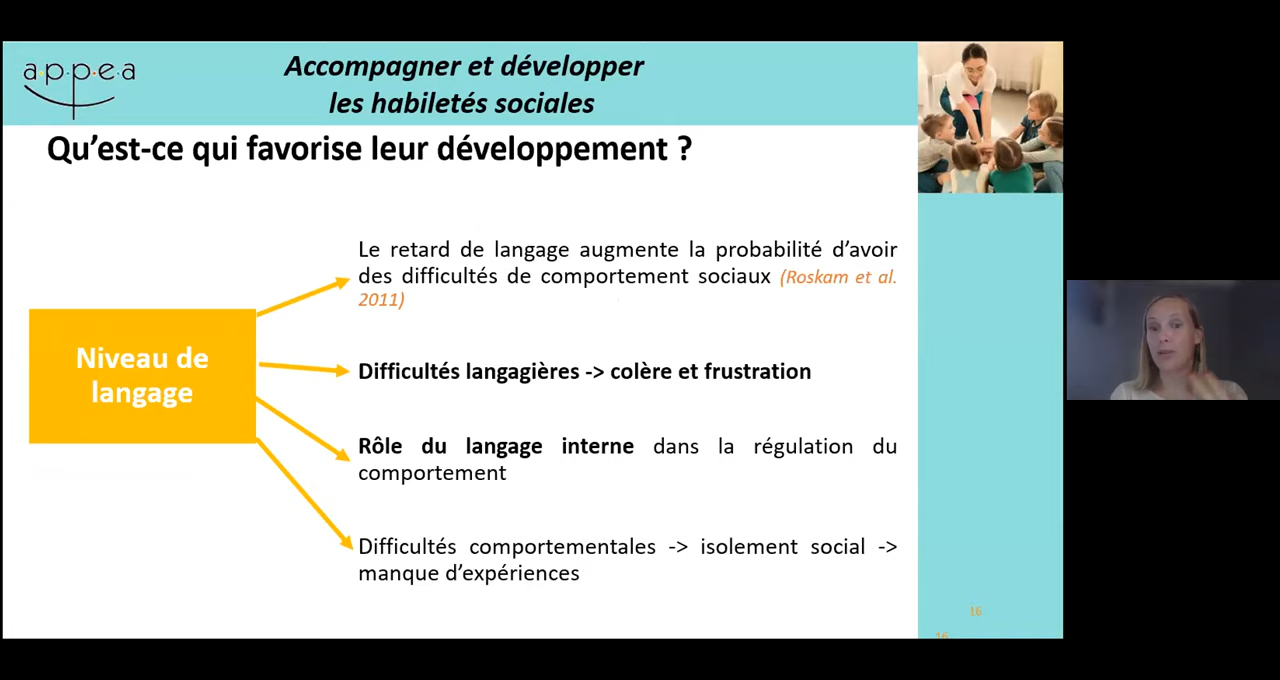 a·p·p·e·a
Accompagner et développer
les habiletés sociales
Qu'est-ce qui favorise leur développement ?
Le retard de langage augmente la probabilité d'avoir
des difficultés de comportement sociaux (Roskam et al.
2011)
Niveau de
langage
Difficultés langagières -> colère et frustration
Rôle du langage interne dans la régulation du
comportement
Difficultés comportementales -> isolement social ->
manque d'expériences
16
16